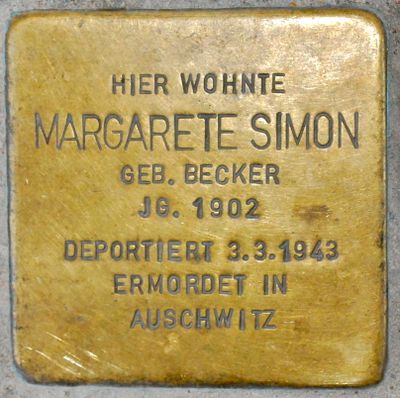 HIER WOHNTE
MARGARETE SIMON
GEB. BECKER
JG. 1902
DEPORTIERT 3.3.1943
ERMORDET IN
AUSCHWITZ